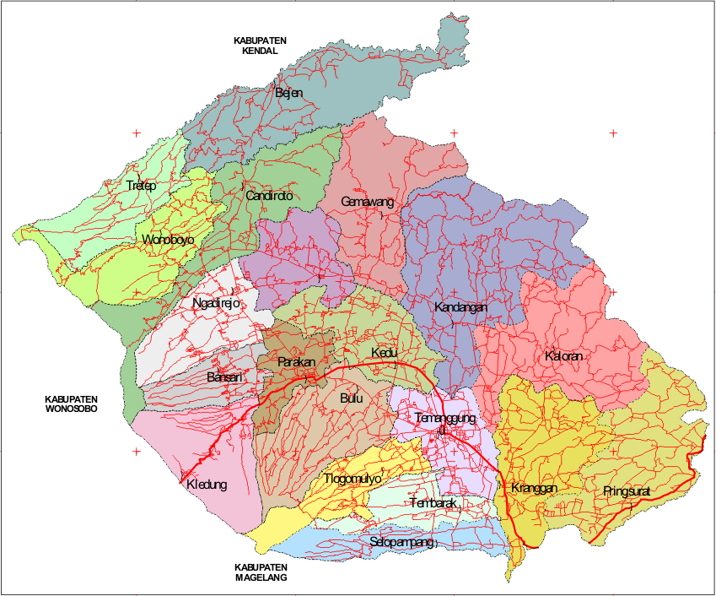 KABUPATEN
KENDAL
Bejen
Tretep
Candiroto
Gemawang
Wonoboyo
Ngadirejo
Kandangan
Parakan
Kedu
Kaloran
Bansari
KABUPATEN
WONOSOBO
Bulu
Temanggung
Kledung
Tlogomulyo
Kranggan
Pringsurat
Tembarak
Selopampang
KABUPATEN
MAGELANG